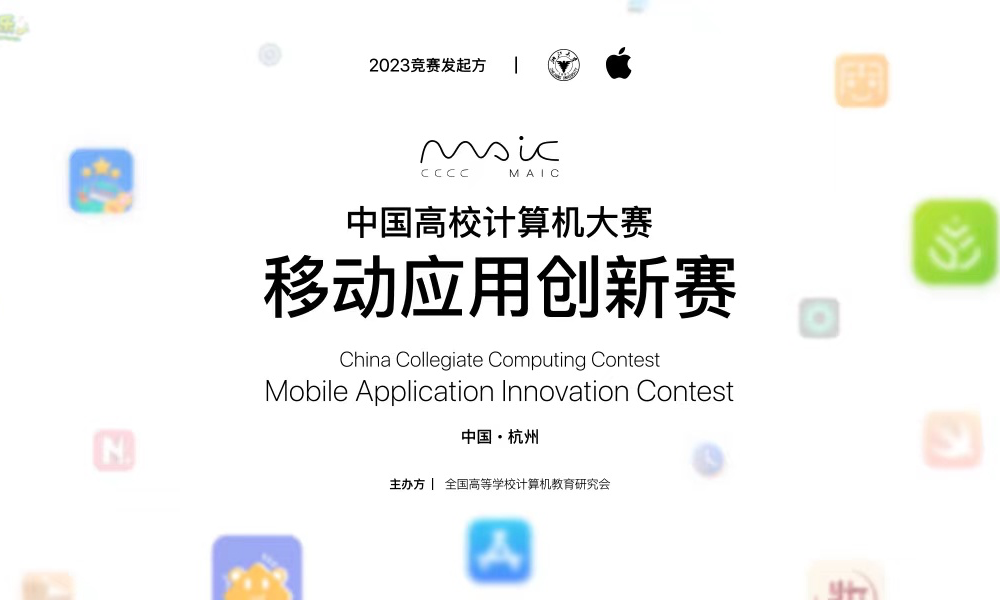 2023竞赛发起方 |
CCCC MAIC
中国高校计算机大赛
移动应用创新赛
China Collegiate Computing Contest
Mobile Application Innovation Contest
中国・杭州
主办方 | 全国高等学校计算机教育研究会